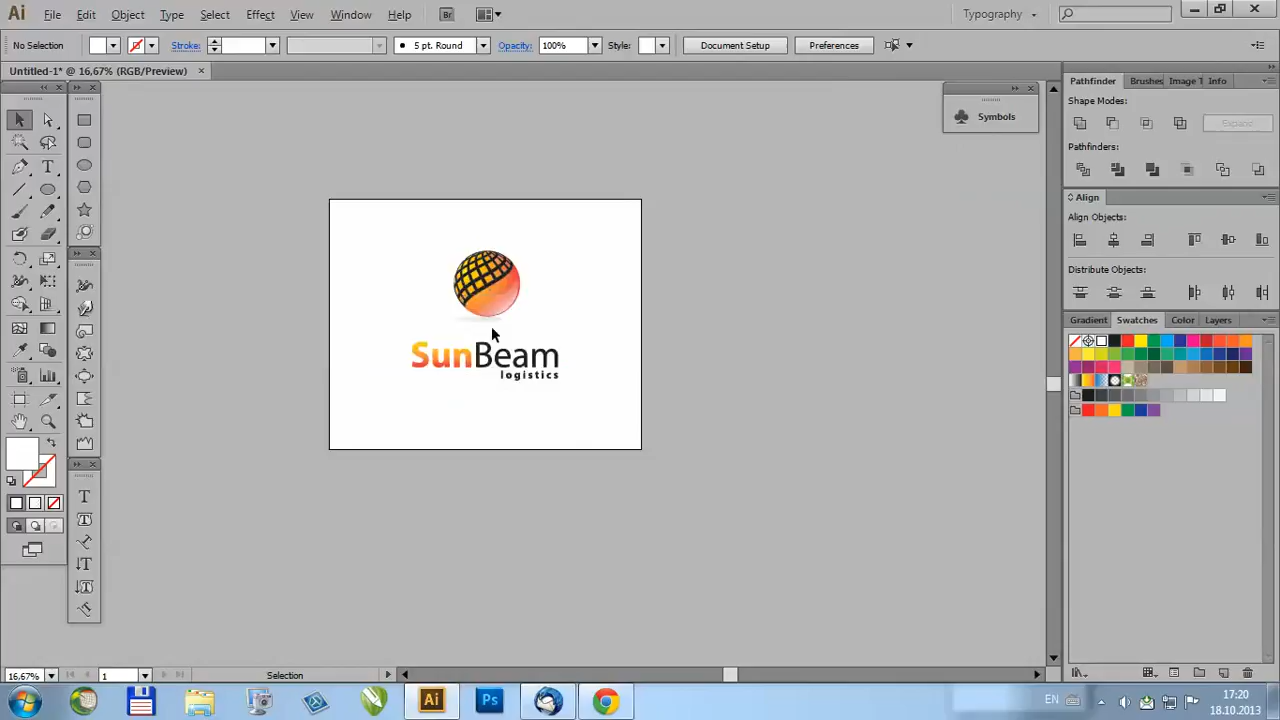 Ai File Edit Object Type Select Effect View Window Help Br Typography
No Selection Stroke: 5 pt. Round Opacity: 100% Style: Document Setup Preferences
Untitled-1* @ 16,67% (RGB/Preview)
Pathfinder Brushes Image T Info
Shape Modes:
Expand
Pathfinders:
Symbols
Align
Align Objects:
Distribute Objects:
Gradient Swatches Color Layers
SunBeam
logistics
16,67% 1 Selection
Ai Ps EN 17:20
18.10.2013